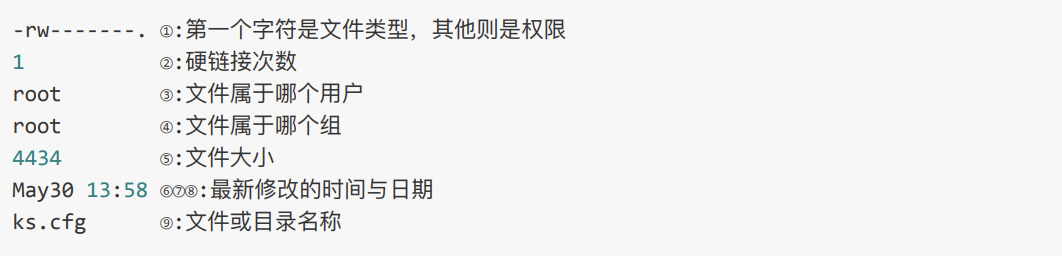 -rw-------. ①:第一个字符是文件类型，其他则是权限
1 ②:硬链接次数
root ③:文件属于哪个用户
root ④:文件属于哪个组
4434 ⑤:文件大小
May30 13:58 ⑥⑦⑧:最新修改的时间与日期
ks.cfg ⑨:文件或目录名称